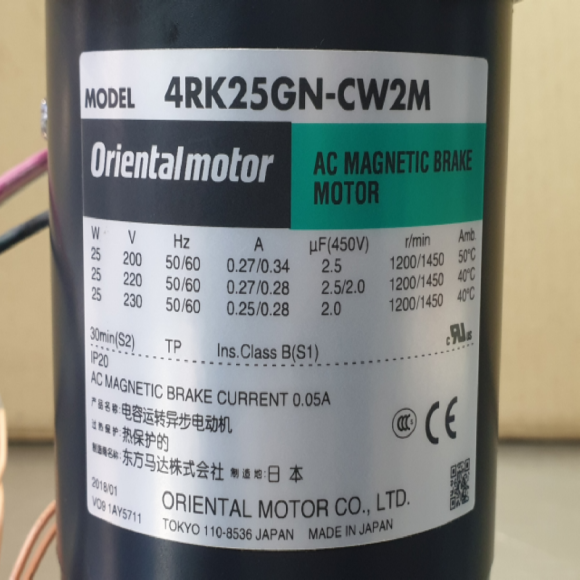 MODEL 4RK25GN-CW2M
Orientalmotor
AC MAGNETIC BRAKE
MOTOR
W V Hz A µF(450V) r/min Amb.
25 200 50/60 0.27/0.34 2.5 1200/1450 50°C
25 220 50/60 0.27/0.28 2.5/2.0 1200/1450 40°C
25 230 50/60 0.25/0.28 2.0 1200/1450 40°C
30min(S2) TP Ins.Class B(S1)
IP20
AC MAGNETIC BRAKE CURRENT 0.05A
产品名称:电容运转异步电动机
过热保护:热保护的
制造商名称:东方马达株式会社 制造地:日本
2018/01
VO9 1AY5711
ORIENTAL MOTOR CO., LTD.
TOKYO 110-8536 JAPAN MADE IN JAPAN